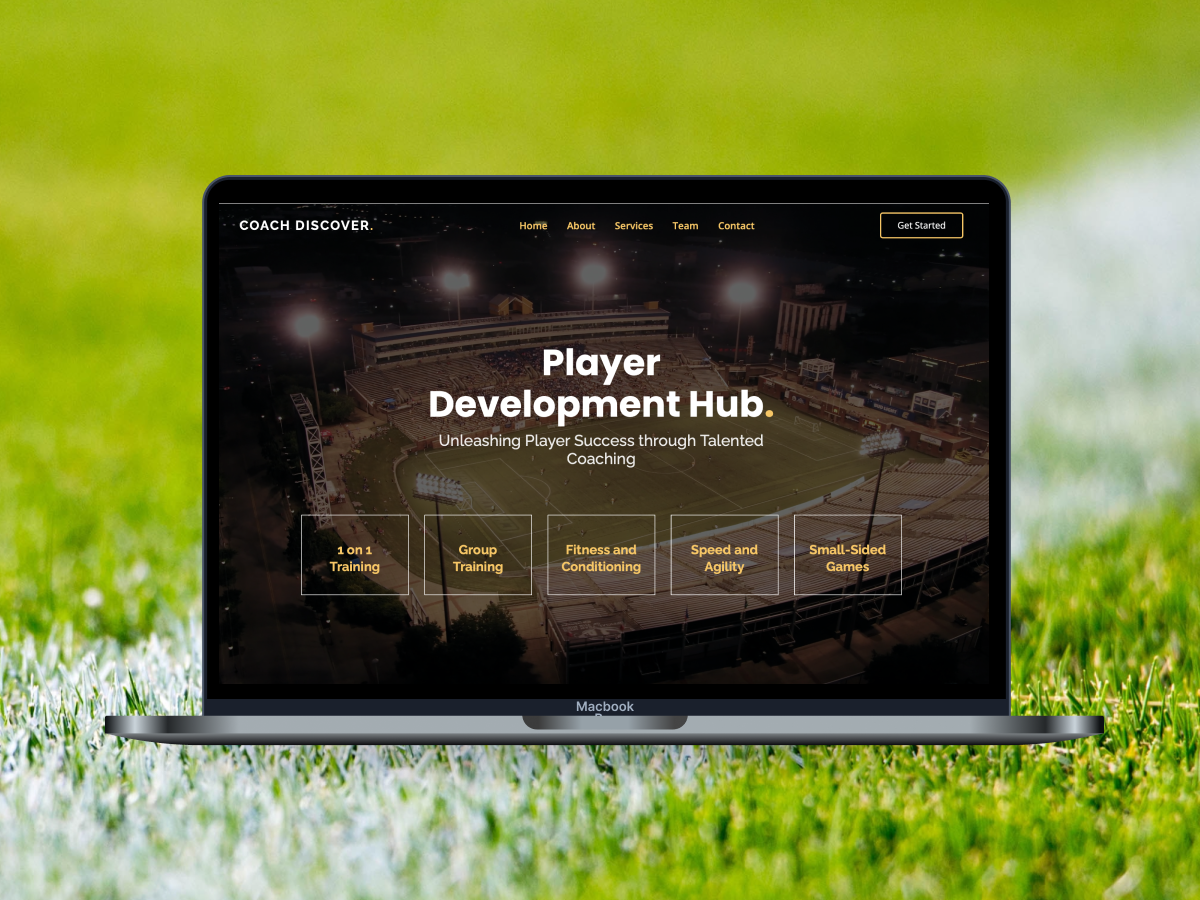 COACH DISCOVER.
Home About Services Team Contact
Get Started
Player
Development Hub.
Unleashing Player Success through Talented
Coaching
1 on 1
Training
Group
Training
Fitness and
Conditioning
Speed and
Agility
Small-Sided
Games
Macbook